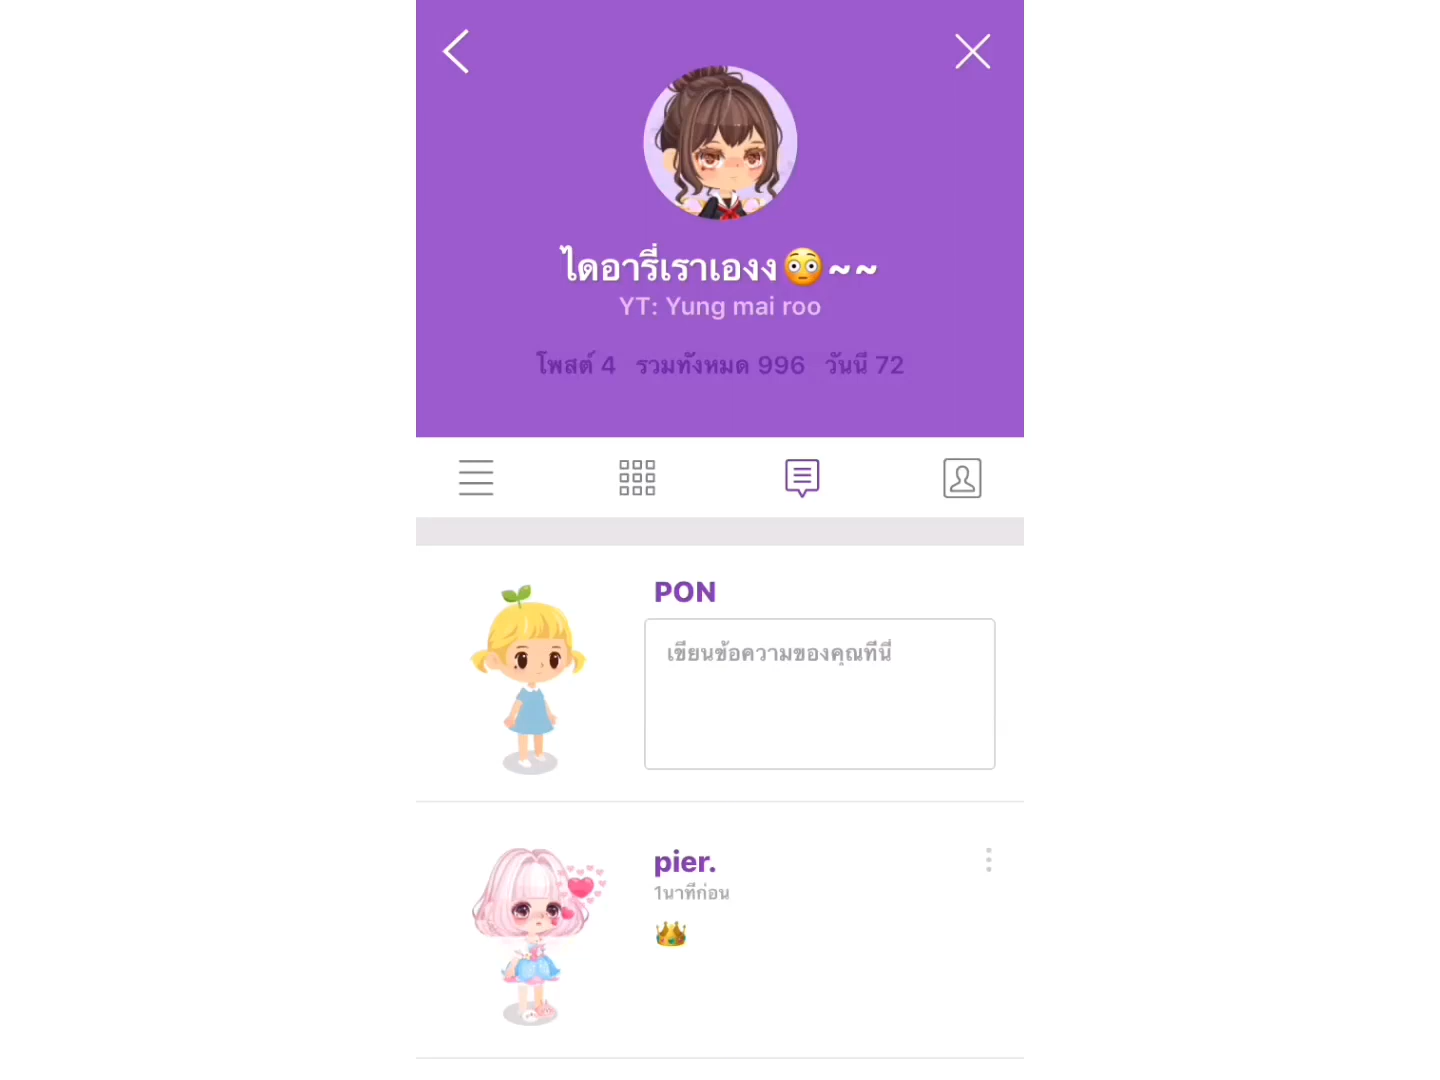 ไดอารี่เราเองง😳~~
YT: Yung mai roo
โพสต์ 4 รวมทั้งหมด 996 วันนี้ 72
PON
เขียนข้อความของคุณที่นี่
pier.
1นาทีก่อน
👑